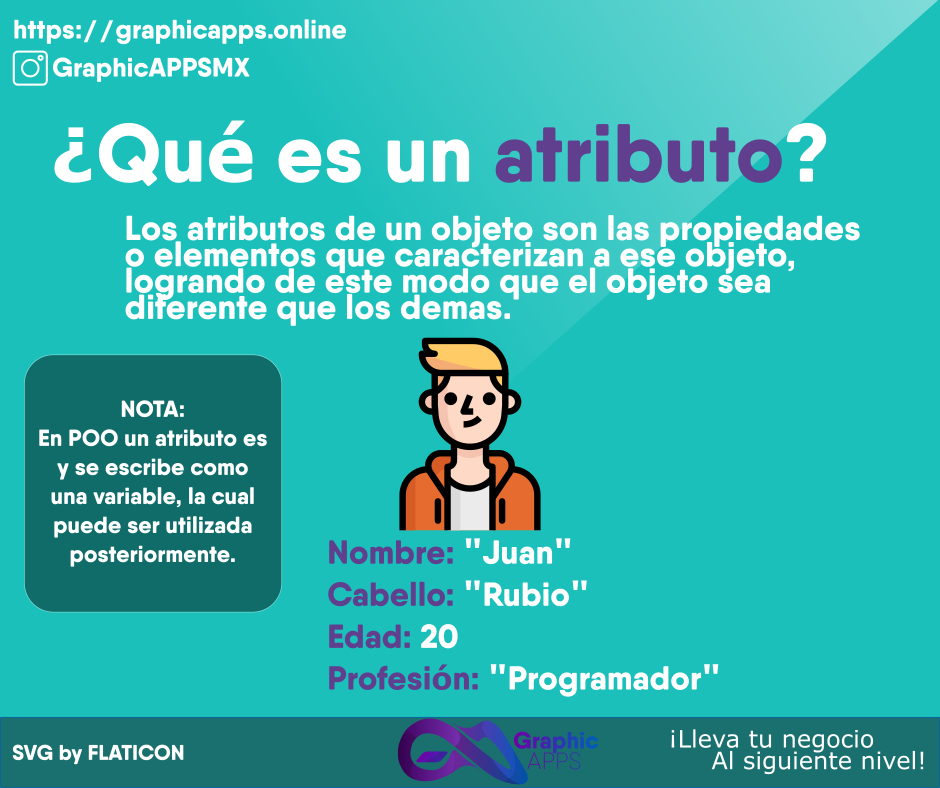 https://graphicapps.online
GraphicAPPSMX
¿Qué es un atributo?
Los atributos de un objeto son las propiedades
o elementos que caracterizan a ese objeto,
logrando de este modo que el objeto sea
diferente que los demas.
NOTA:
En POO un atributo es
y se escribe como
una variable, la cual
puede ser utilizada
posteriormente.
Nombre: "Juan"
Cabello: "Rubio"
Edad: 20
Profesión: "Programador"
SVG by FLATICON
Graphic
APPS
¡Lleva tu negocio
Al siguiente nivel!